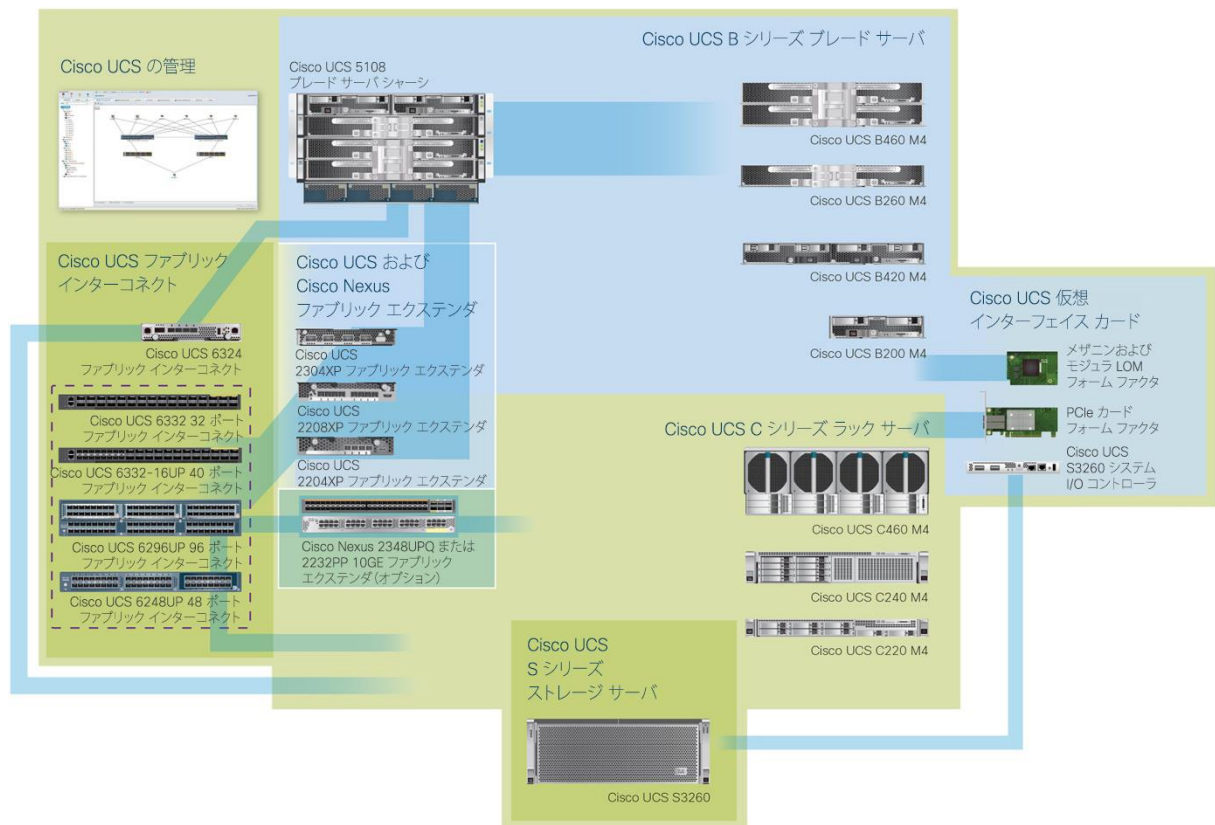 Cisco UCS の管理
Cisco UCS B シリーズ ブレード サーバ
Cisco UCS 5108
ブレード サーバ シャーシ
Cisco UCS B460 M4
Cisco UCS B260 M4
Cisco UCS B420 M4
Cisco UCS B200 M4
Cisco UCS ファブリック
インターコネクト
Cisco UCS 6324
ファブリック インターコネクト
Cisco UCS 6332 32 ポート
ファブリック インターコネクト
Cisco UCS 6332-16UP 40 ポート
ファブリック インターコネクト
Cisco UCS 6296UP 96 ポート
ファブリック インターコネクト
Cisco UCS 6248UP 48 ポート
ファブリック インターコネクト
Cisco UCS および
Cisco Nexus
ファブリック エクステンダ
Cisco UCS
2304XP ファブリック エクステンダ
Cisco UCS
2208XP ファブリック エクステンダ
Cisco UCS
2204XP ファブリック エクステンダ
Cisco Nexus 2348UPQ または
2232PP 10GE ファブリック
エクステンダ(オプション)
Cisco UCS 仮想
インターフェイス カード
メザニンおよび
モジュラ LOM
フォーム ファクタ
PCIe カード
フォーム ファクタ
Cisco UCS
S3260 システム
I/O コントローラ
Cisco UCS C シリーズ ラック サーバ
Cisco UCS C460 M4
Cisco UCS C240 M4
Cisco UCS C220 M4
Cisco UCS
S シリーズ
ストレージ サーバ
Cisco UCS S3260